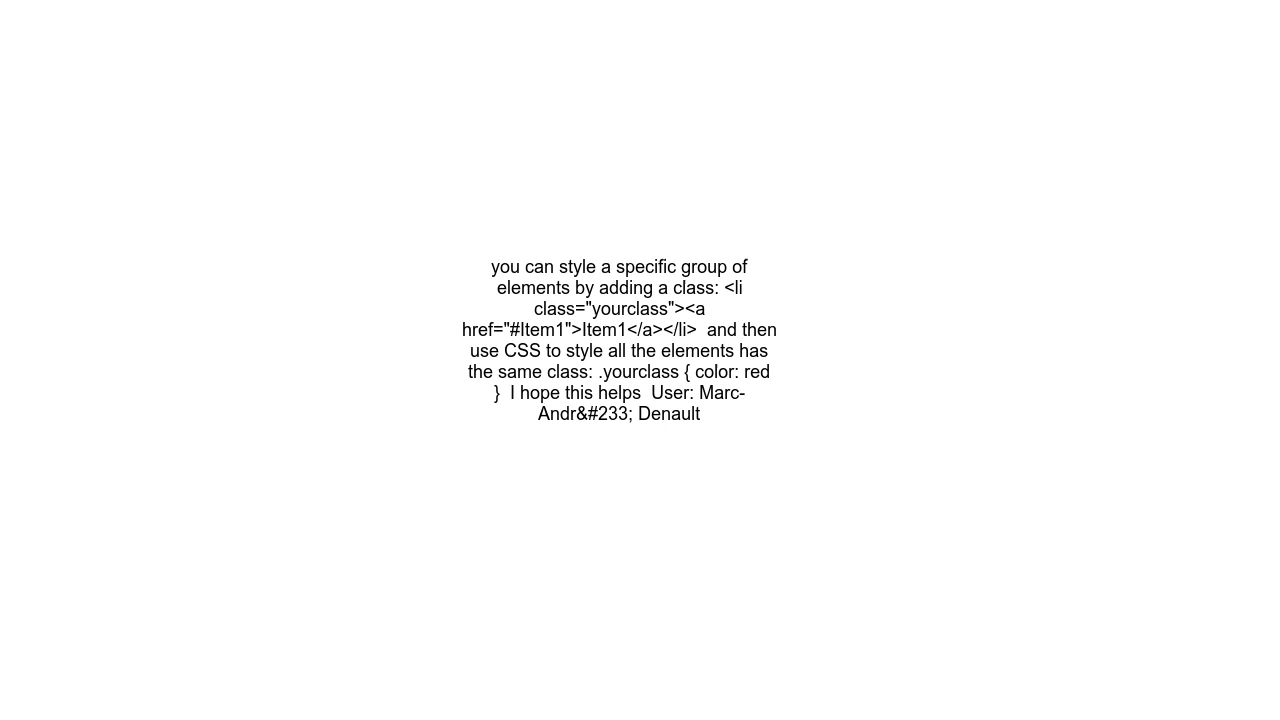 you can style a specific group of
elements by adding a class: <li
class="yourclass"><a
href="#Item1">Item1</a></li>  and then
use CSS to style all the elements has
the same class: .yourclass { color: red
}  I hope this helps  User: Marc-
Andr&#233; Denault